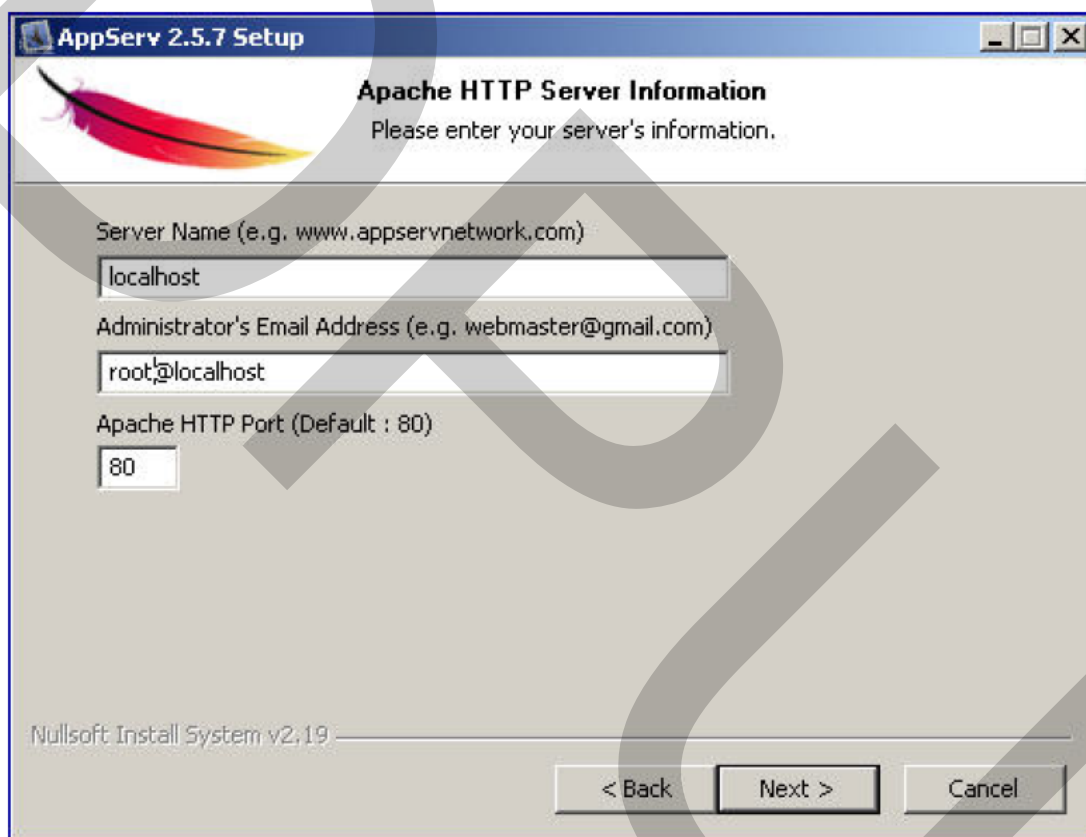 AppServ 2.5.7 Setup
Apache HTTP Server Information
Please enter your server's information.
Server Name (e.g. www.appservnetwork.com)
localhost
Administrator's Email Address (e.g. webmaster@gmail.com)
root@localhost
Apache HTTP Port (Default : 80)
80
Nullsoft Install System v2.19
< Back Next > Cancel